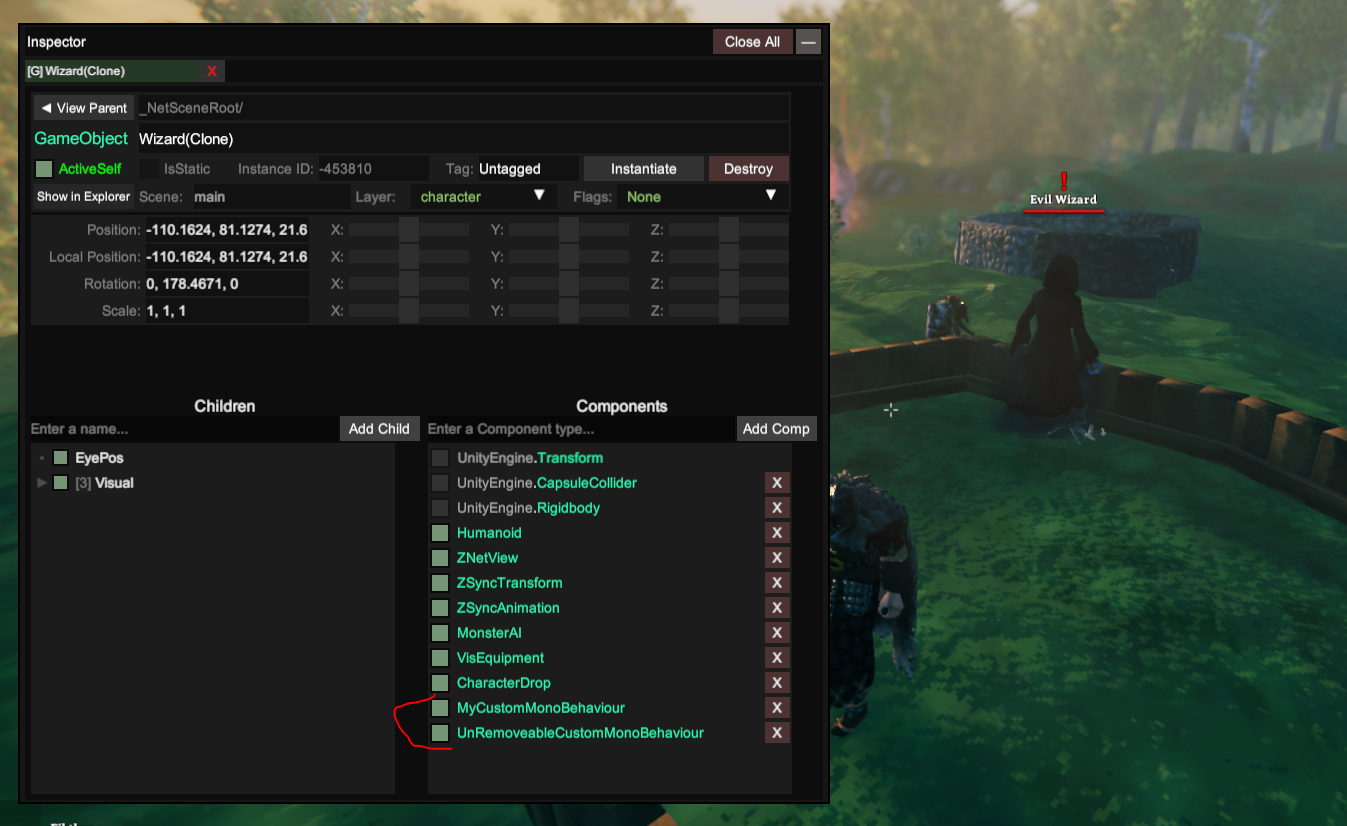 Inspector
Close All —
[G] Wizard(Clone) X
◄ View Parent _NetSceneRoot/
GameObject Wizard(Clone)
ActiveSelf IsStatic Instance ID: -453810 Tag: Untagged Instantiate Destroy
Show in Explorer Scene: main Layer: character ▼ Flags: None ▼
Position: -110.1624, 81.1274, 21.6 X: Y: Z:
Local Position: -110.1624, 81.1274, 21.6 X: Y: Z:
Rotation: 0, 178.4671, 0 X: Y: Z:
Scale: 1, 1, 1 X: Y: Z:
Children
Enter a name... Add Child
EyePos
► [3] Visual
Components
Enter a Component type... Add Comp
UnityEngine.Transform
UnityEngine.CapsuleCollider X
UnityEngine.Rigidbody X
Humanoid X
ZNetView X
ZSyncTransform X
ZSyncAnimation X
MonsterAI X
VisEquipment X
CharacterDrop X
MyCustomMonoBehaviour X
UnRemoveableCustomMonoBehaviour X
!
Evil Wizard